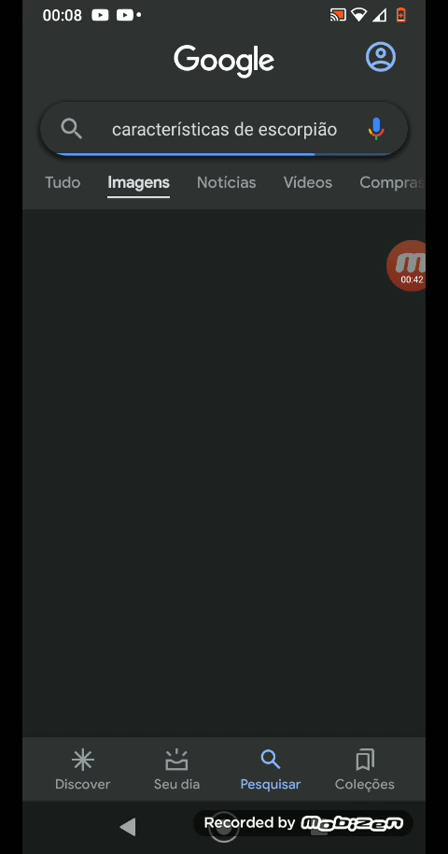 00:08
Google
características de escorpião
Tudo Imagens Notícias Vídeos Compras
00:42
Discover Seu dia Pesquisar Coleções
Recorded by mobizen